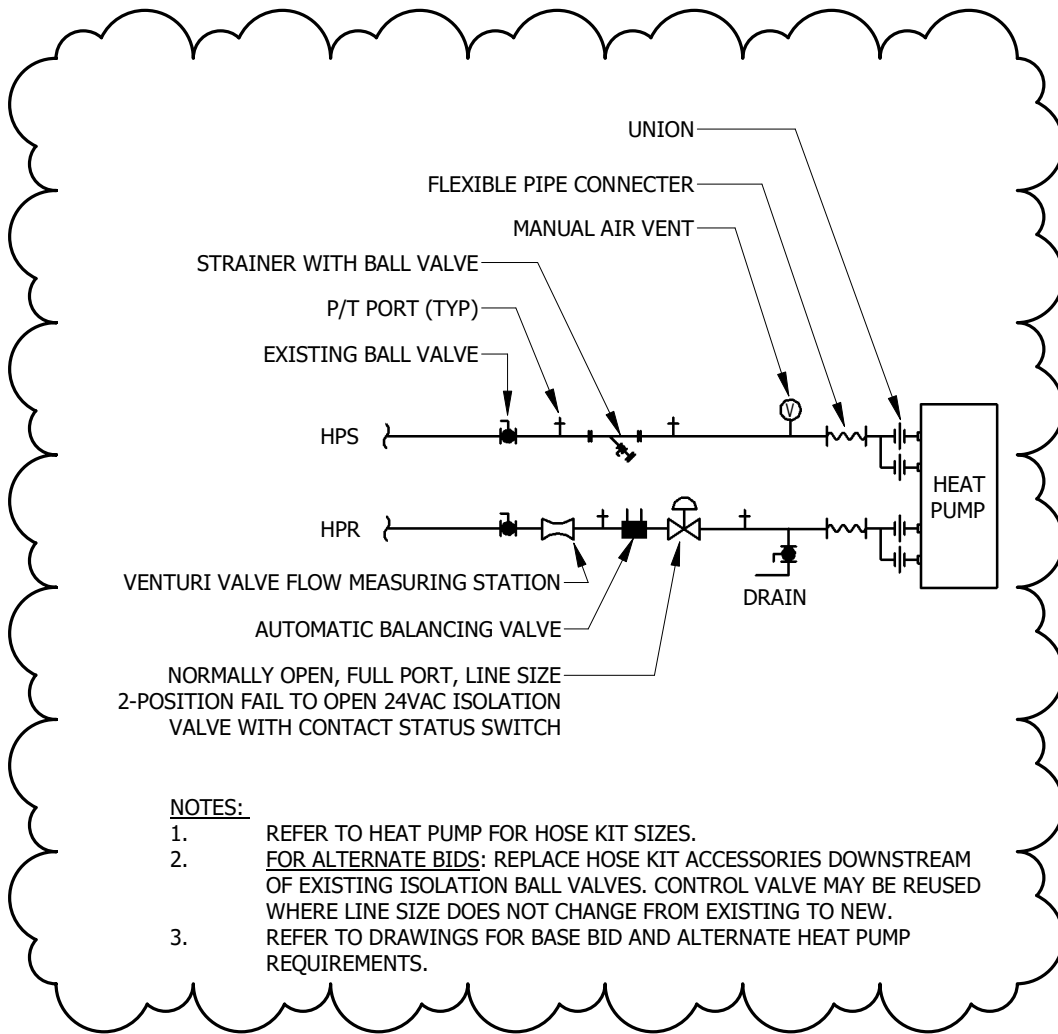 UNION
FLEXIBLE PIPE CONNECTER
MANUAL AIR VENT
STRAINER WITH BALL VALVE
P/T PORT (TYP)
EXISTING BALL VALVE
V
HPS
HEAT
PUMP
HPR
VENTURI VALVE FLOW MEASURING STATION
DRAIN
AUTOMATIC BALANCING VALVE
NORMALLY OPEN, FULL PORT, LINE SIZE
2-POSITION FAIL TO OPEN 24VAC ISOLATION
VALVE WITH CONTACT STATUS SWITCH
NOTES:
1. REFER TO HEAT PUMP FOR HOSE KIT SIZES.
2. FOR ALTERNATE BIDS: REPLACE HOSE KIT ACCESSORIES DOWNSTREAM
OF EXISTING ISOLATION BALL VALVES. CONTROL VALVE MAY BE REUSED
WHERE LINE SIZE DOES NOT CHANGE FROM EXISTING TO NEW.
3. REFER TO DRAWINGS FOR BASE BID AND ALTERNATE HEAT PUMP
REQUIREMENTS.